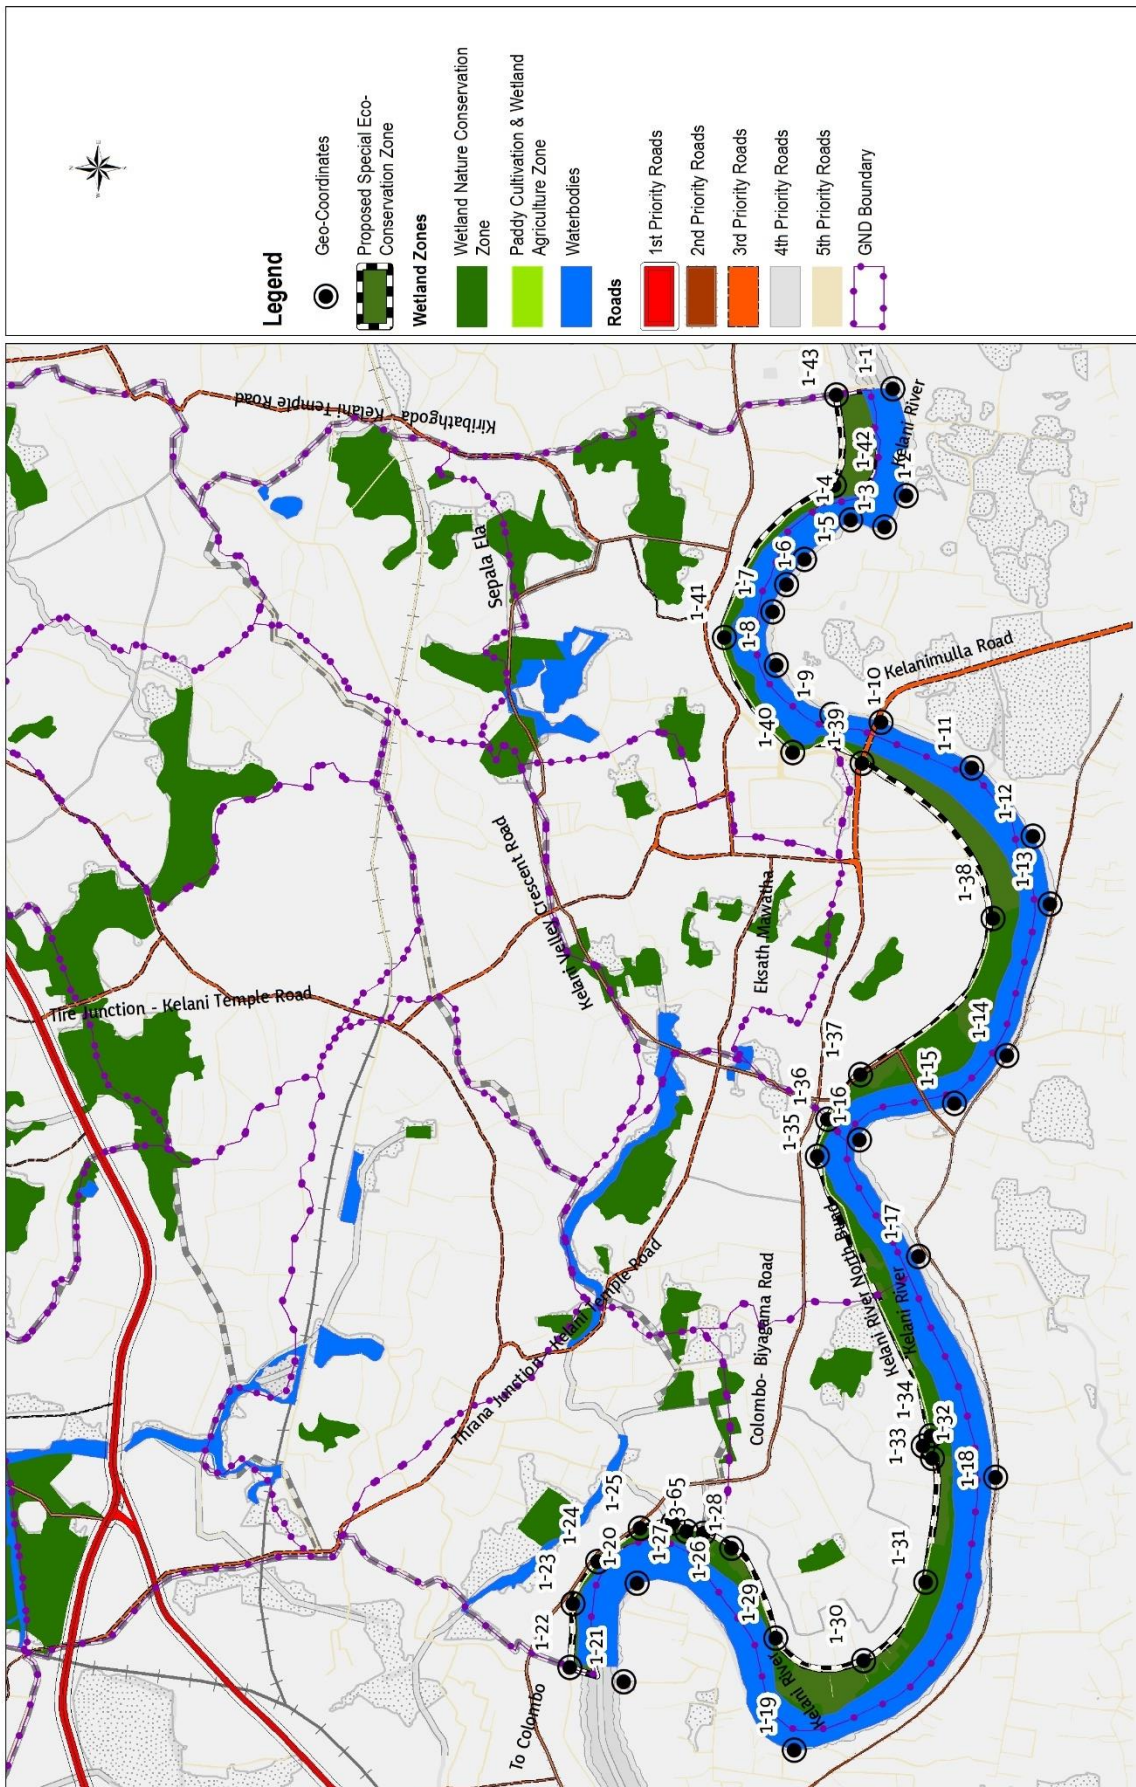 Legend
Geo-Coordinates
Proposed Special Eco-
Conservation Zone
Wetland Zones
Wetland Nature Conservation
Zone
Paddy Cultivation & Wetland
Agriculture Zone
Waterbodies
Roads
1st Priority Roads
2nd Priority Roads
3rd Priority Roads
4th Priority Roads
5th Priority Roads
GND Boundary
Kiribathgoda -Kelani Temple Road
Tire Junction - Kelani Temple Road
Sepala Ela
Kelani Velley Crescent Road
Thirana Junction - Kelani Temple Road
Eksath Mawatha
Colombo- Biyagama Road
Kelanimulla Road
Kelani River North Bund
Kelani River
Kelani River
Kelani River
To Colombo
1-43
1-1
1-42
1-2
1-4
1-3
1-5
1-6
1-7
1-41
1-8
1-9
1-40
1-39
1-10
1-11
1-12
1-13
1-38
1-14
1-15
1-37
1-36
1-16
1-35
1-17
1-34
1-33
1-32
1-18
1-31
1-25
3-65
1-28
1-27
1-26
1-24
1-20
1-23
1-29
1-30
1-22
1-21
1-19